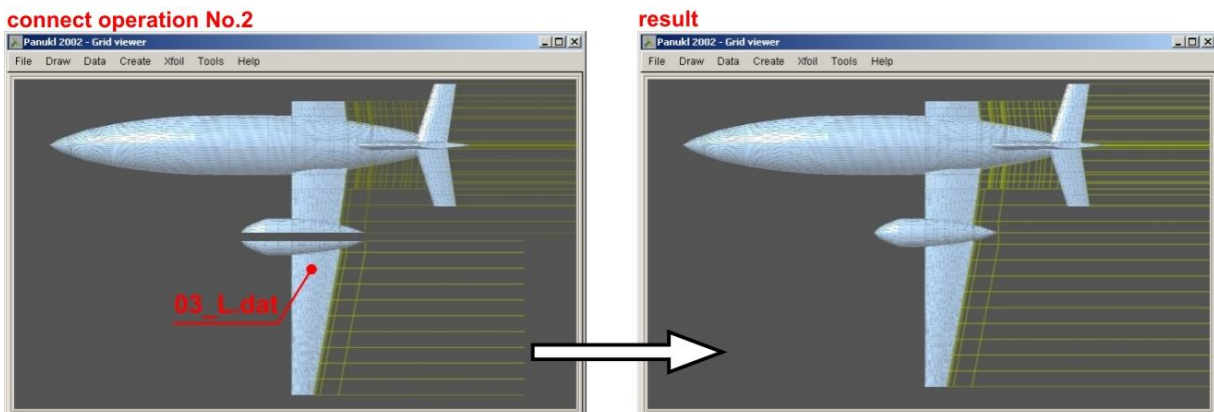 connect operation No.2
Panukl 2002 - Grid viewer
File Draw Data Create Xfoil Tools Help
03_L.dat
result
Panukl 2002 - Grid viewer
File Draw Data Create Xfoil Tools Help